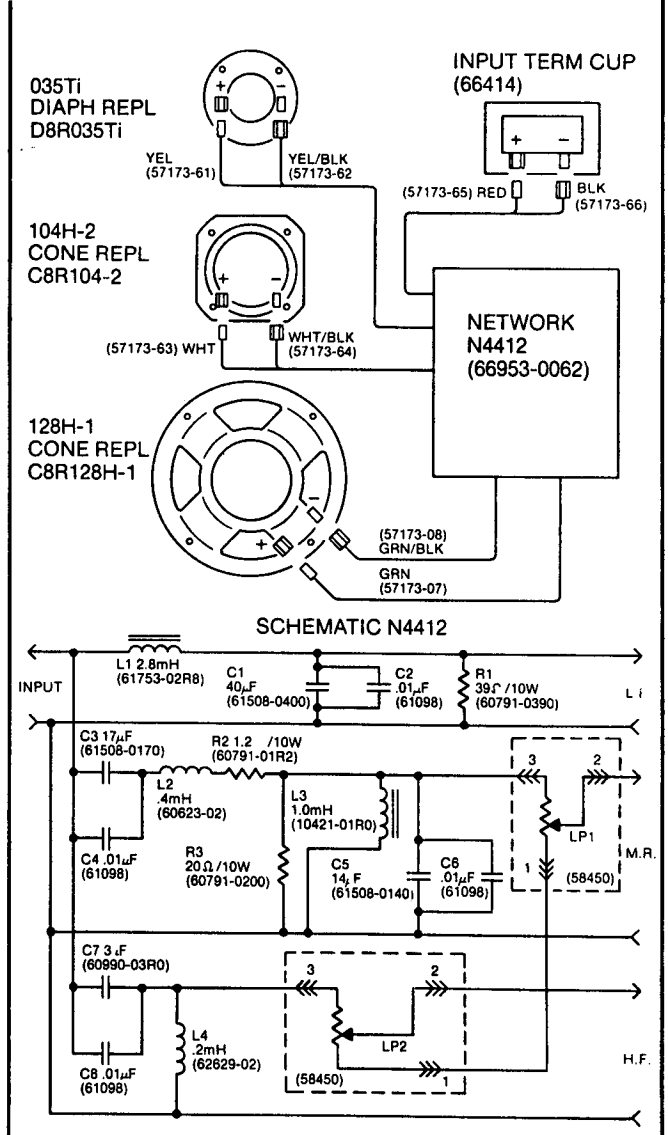 035Ti
DIAPH REPL
D8R035Ti
+ −
YEL
(57173-61)
YEL/BLK
(57173-62
INPUT TERM CUP
(66414)
+ −
(57173-65) RED
BLK
(57173-66)
104H-2
CONE REPL
C8R104-2
+ −
(57173-63) WHT
WHT/BLK
(57173-64)
NETWORK
N4412
(66953-0062)
128H-1
CONE REPL
C8R128H-1
−
+
(57173-08)
GRN/BLK
GRN
(57173-07)
SCHEMATIC N4412
INPUT
L1 2.8mH
(61753-02R8)
C1
40µF
(61508-0400)
C2
.01µF
(61098)
R1
39Ω/10W
(60791-0390)
C3 17µF
(61508-0170)
L2
.4mH
(60623-02)
R2 1.2 /10W
(60791-01R2)
C4 .01µF
(61098)
R3
20Ω/10W
(60791-0200)
L3
1.0mH
(10421-01R0)
C5
14µF
(61508-0140)
C6
.01µF
(61098)
3 2
LP1
1
(58450)
M.R.
C7 3 F
(60990-03R0)
C8 .01µF
(61098)
L4
.2mH
(62629-02)
3 2
LP2
1
(58450)
H.F.